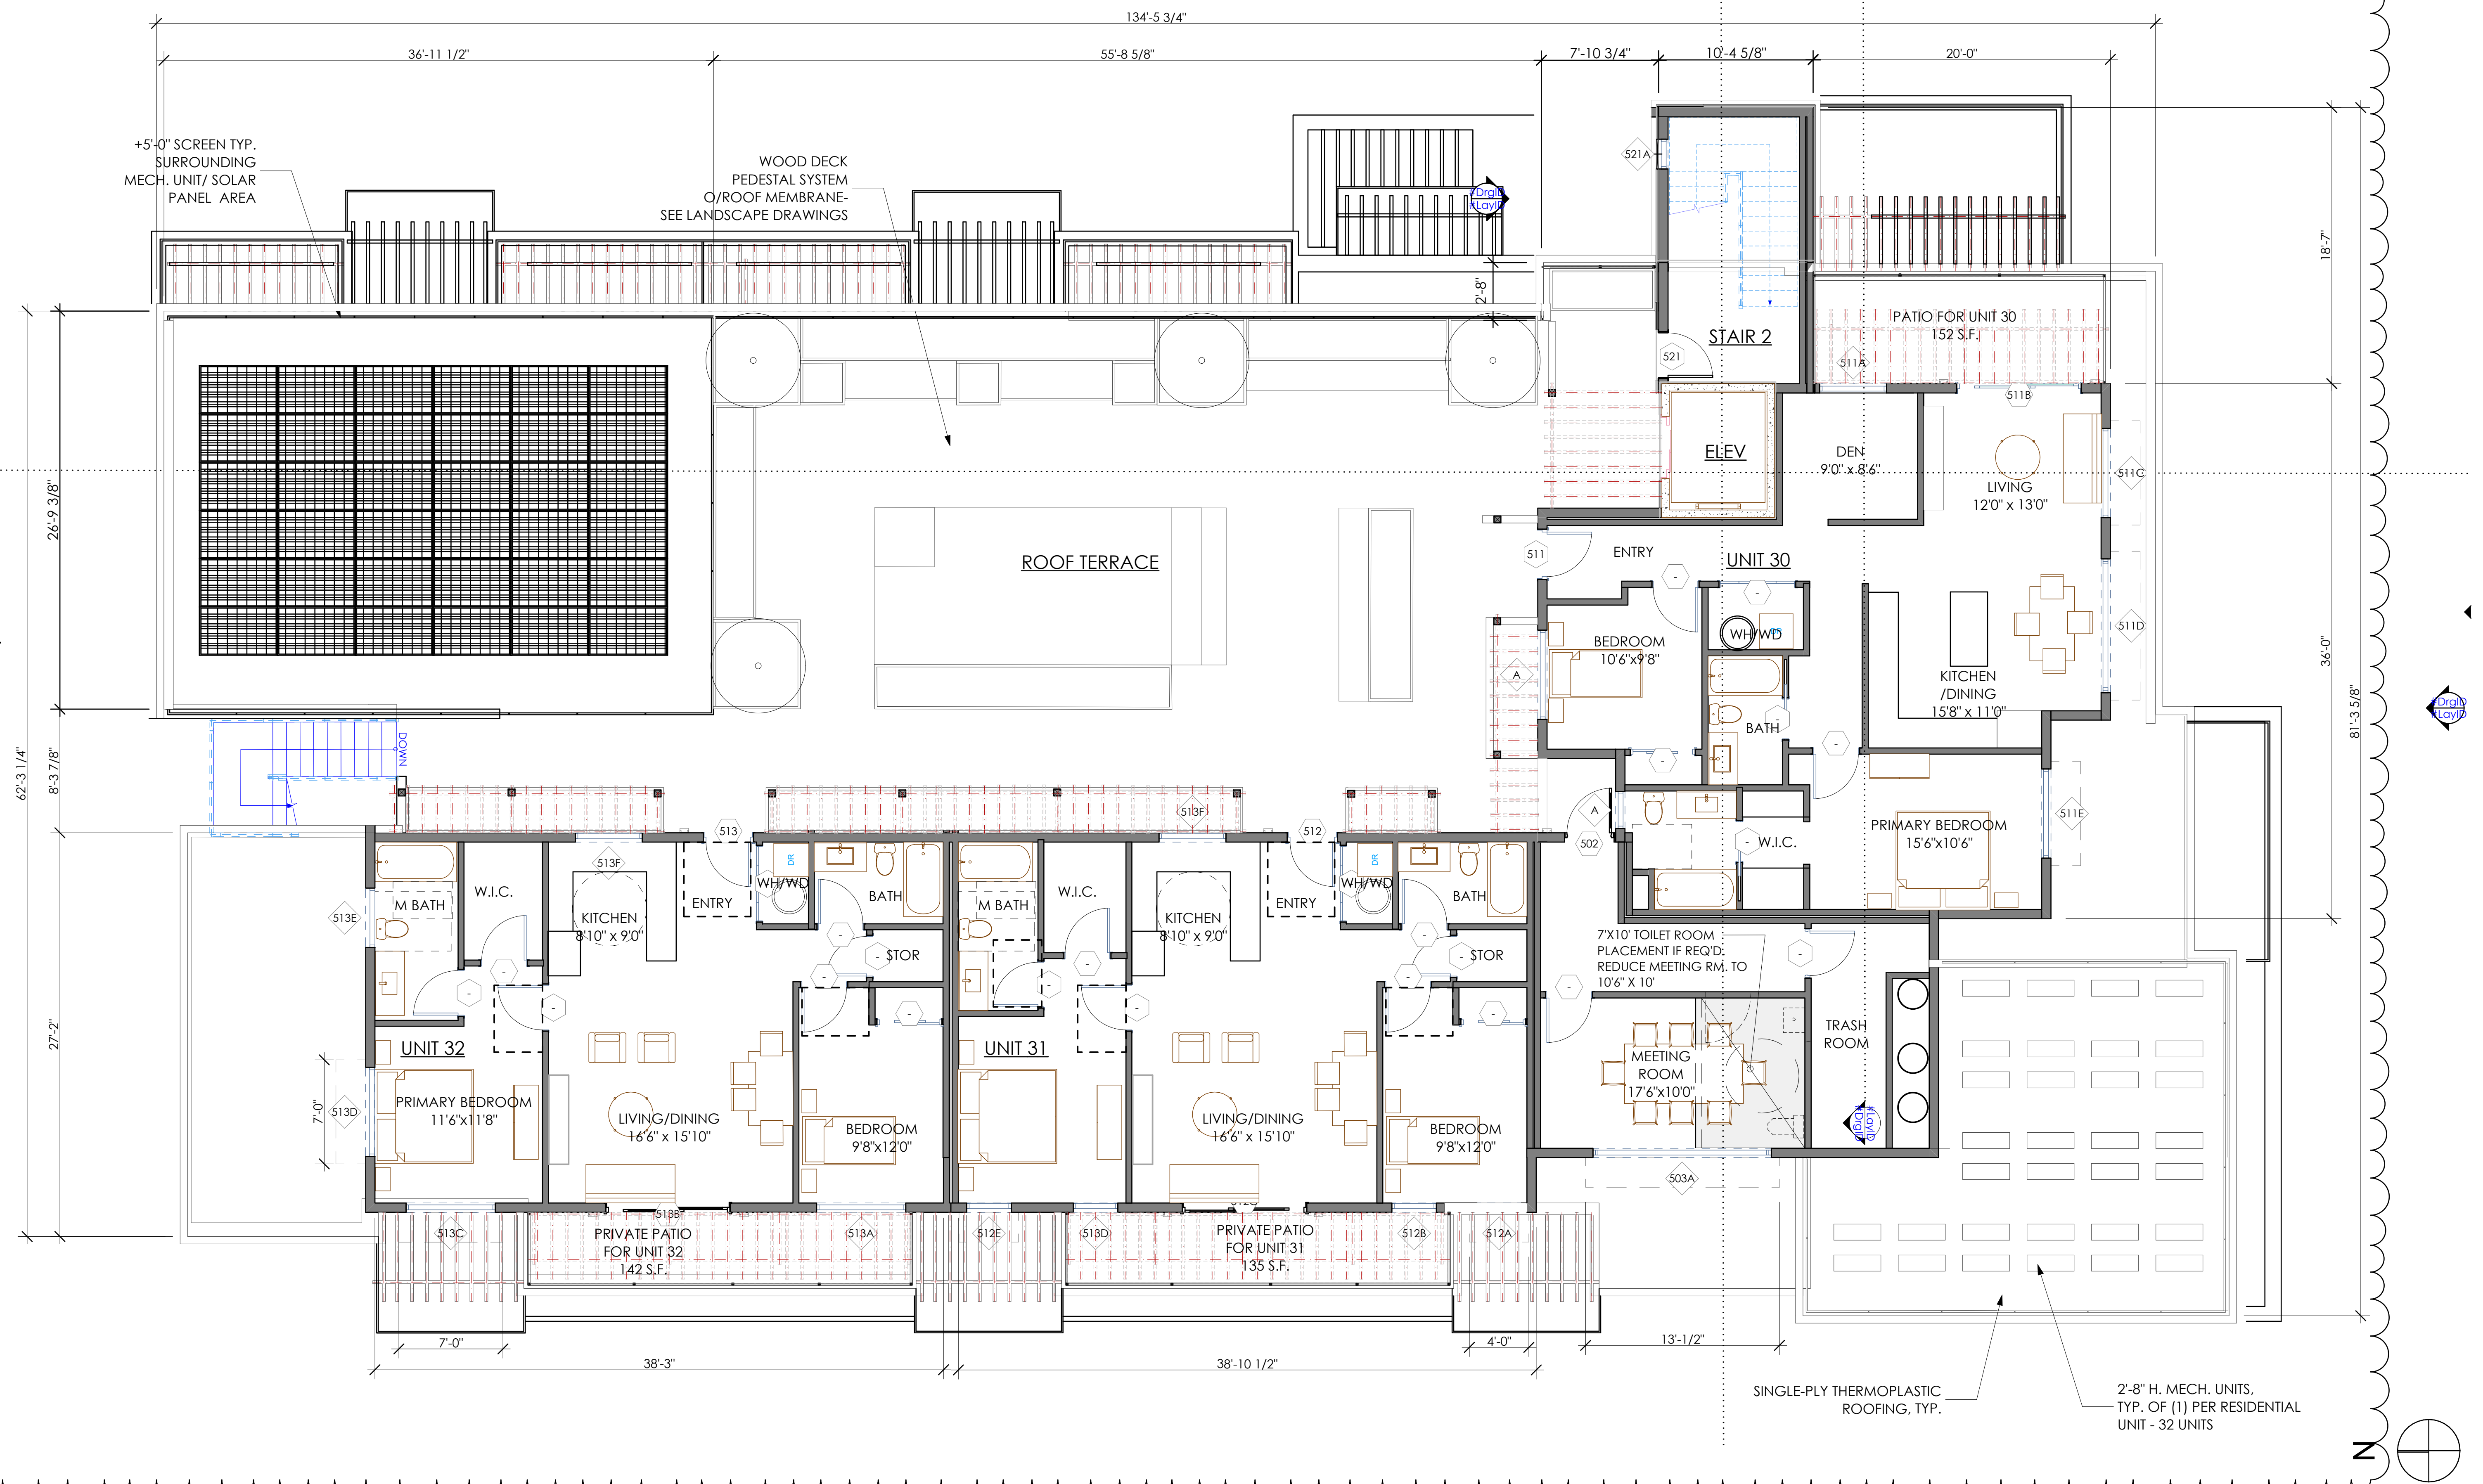 134'-5 3/4"
36'-11 1/2"
55'-8 5/8"
7'-10 3/4"
10'-4 5/8"
20'-0"
+5'-0" SCREEN TYP.
SURROUNDING
MECH. UNIT/ SOLAR
PANEL AREA
WOOD DECK
PEDESTAL SYSTEM
O/ROOF MEMBRANE-
SEE LANDSCAPE DRAWINGS
521A
#DrgID
#LayID
18'-7"
2'-8"
PATIO FOR UNIT 30
152 S.F.
STAIR 2
521
511A
511B
ELEV
DEN
9'0" x 8'6"
511C
LIVING
12'0" x 13'0"
26'-9 3/8"
ROOF TERRACE
511
ENTRY
UNIT 30
-
-
WH/WD
DR
511D
BEDROOM
10'6"x9'8"
A
KITCHEN
/DINING
15'8" x 11'0"
36'-0"
81'-3 5/8"
#DrgID
#LayID
BATH
-
-
-
DOWN
62'-3 1/4"
8'-3 7/8"
513F
513
512
A
502
511E
PRIMARY BEDROOM
15'6"x10'6"
W.I.C.
-
513F
DR
WH/WD
DR
WH/WD
M BATH
W.I.C.
KITCHEN
8'10" x 9'0"
ENTRY
BATH
M BATH
W.I.C.
KITCHEN
8'10" x 9'0"
ENTRY
BATH
513E
-
-
-
-
-
STOR
-
-
-
-
-
-
STOR
-
-
-
7'X10' TOILET ROOM
PLACEMENT IF REQ'D.
REDUCE MEETING RM. TO
10'6" X 10'
-
-
27'-2"
TRASH
ROOM
UNIT 32
UNIT 31
MEETING
ROOM
17'6"x10'0"
7'-0"
513D
PRIMARY BEDROOM
11'6"x11'8"
LIVING/DINING
16'6" x 15'10"
BEDROOM
9'8"x12'0"
LIVING/DINING
16'6" x 15'10"
BEDROOM
9'8"x12'0"
#LayID
#DrgID
503A
513C
513B
PRIVATE PATIO
FOR UNIT 32
142 S.F.
513A
512E
513D
PRIVATE PATIO
FOR UNIT 31
135 S.F.
512B
512A
7'-0"
4'-0"
13'-1/2"
38'-3"
38'-10 1/2"
SINGLE-PLY THERMOPLASTIC
ROOFING, TYP.
2'-8" H. MECH. UNITS,
TYP. OF (1) PER RESIDENTIAL
UNIT - 32 UNITS
N